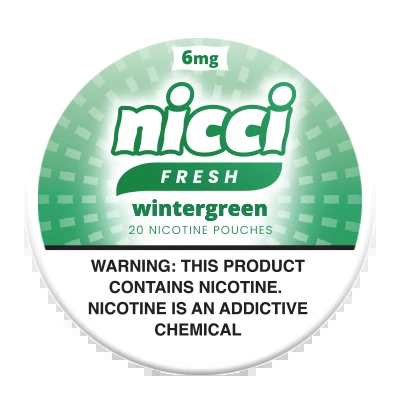 6mg
nicci
FRESH
wintergreen
20 NICOTINE POUCHES
WARNING: THIS PRODUCT
CONTAINS NICOTINE.
NICOTINE IS AN ADDICTIVE
CHEMICAL